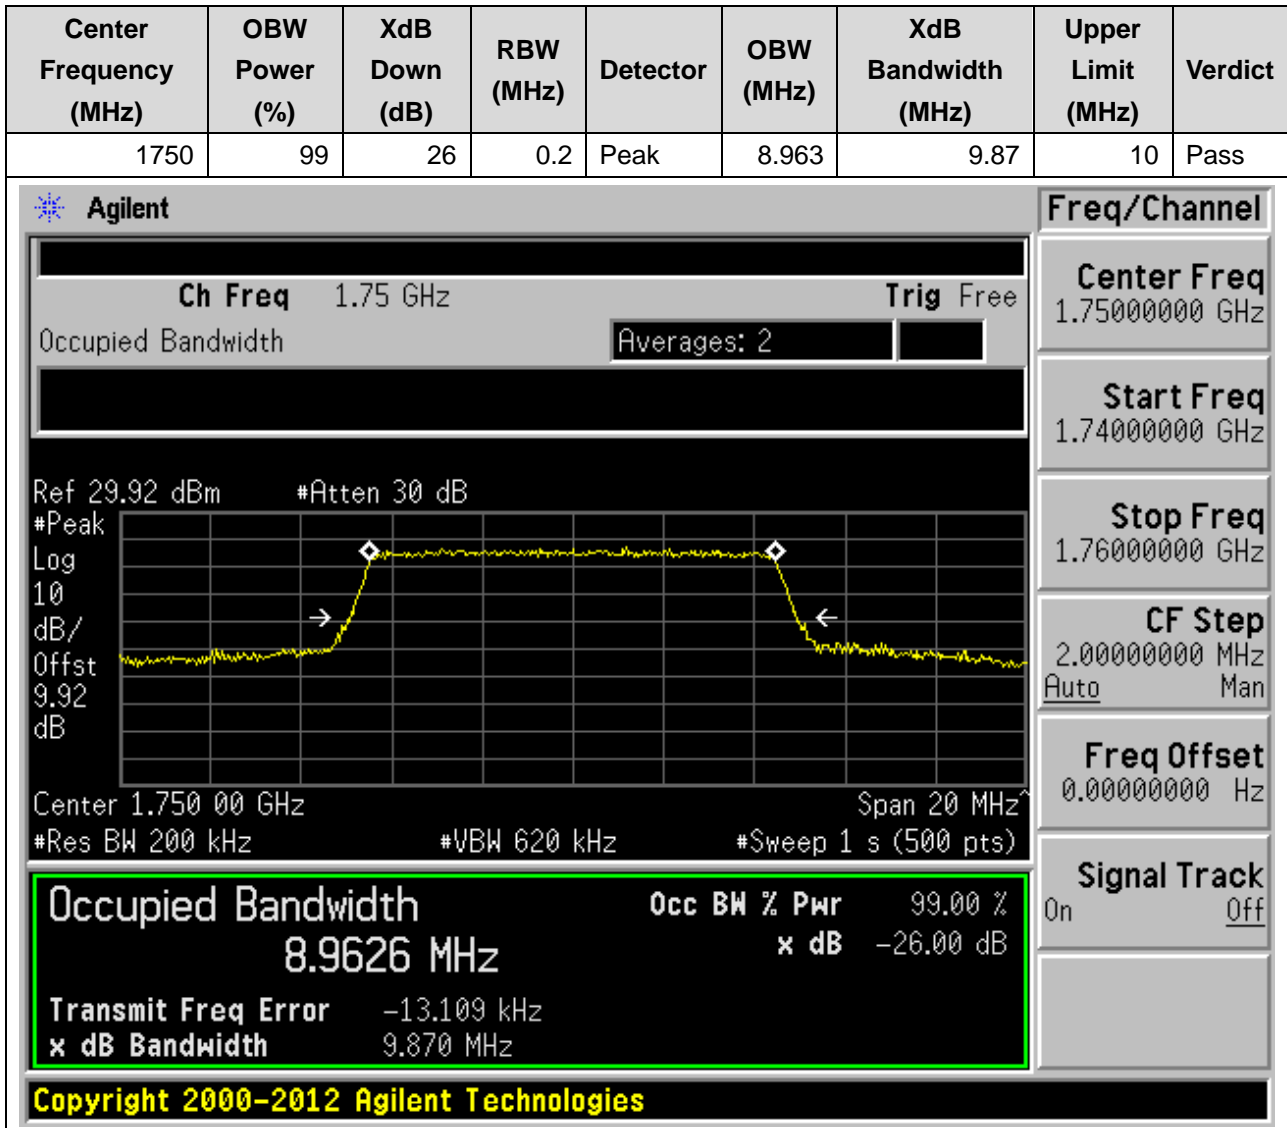 Center Frequency (MHz) OBW Power (%) XdB Down (dB) RBW (MHz) Detector OBW (MHz) XdB Bandwidth (MHz) Upper Limit (MHz) Verdict
1750 99 26 0.2 Peak 8.963 9.87 10 Pass
Agilent
Freq/Channel
Ch Freq 1.75 GHz Trig Free
Occupied Bandwidth Averages: 2
Center Freq
1.75000000 GHz
Start Freq
1.74000000 GHz
Stop Freq
1.76000000 GHz
CF Step
2.00000000 MHz
Auto Man
Freq Offset
0.00000000 Hz
Signal Track
On Off
Ref 29.92 dBm #Atten 30 dB
#Peak
Log
10
dB/
Offst
9.92
dB
Center 1.750 00 GHz Span 20 MHz^
#Res BW 200 kHz #VBW 620 kHz #Sweep 1 s (500 pts)
Occupied Bandwidth Occ BW % Pwr 99.00 %
8.9626 MHz x dB -26.00 dB
Transmit Freq Error -13.109 kHz
x dB Bandwidth 9.870 MHz
Copyright 2000-2012 Agilent Technologies